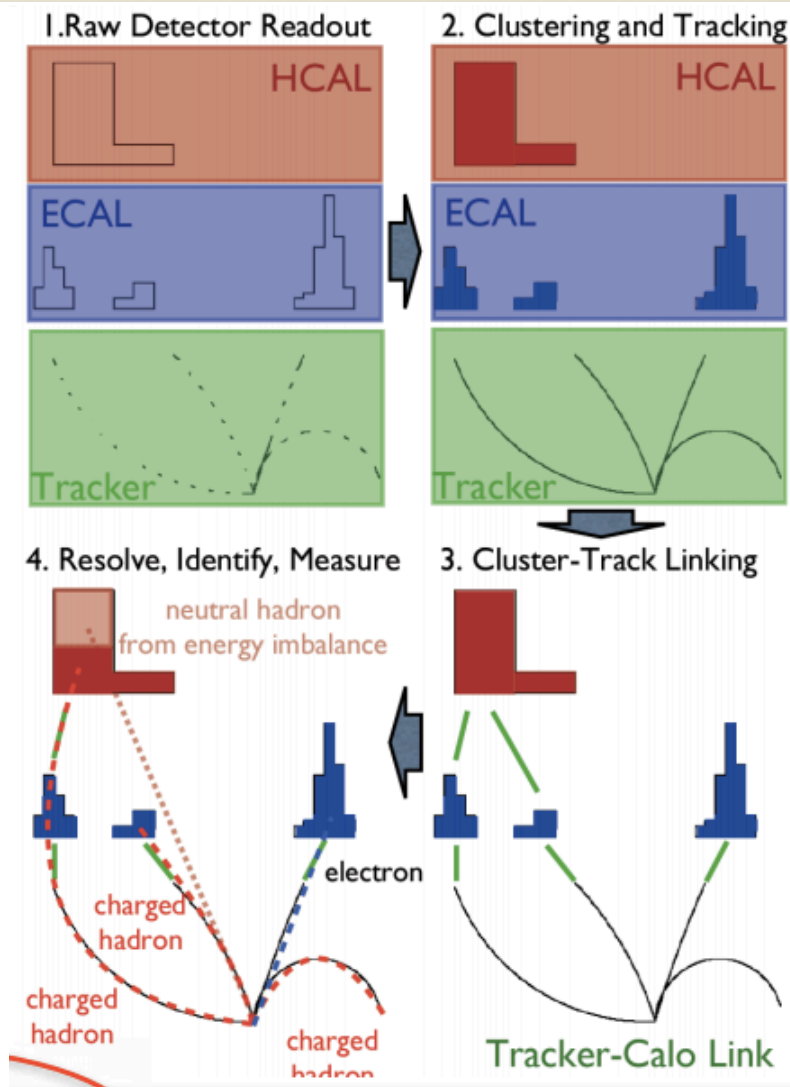 1.Raw Detector Readout
HCAL
ECAL
Tracker
2. Clustering and Tracking
HCAL
ECAL
Tracker
3. Cluster-Track Linking
Tracker-Calo Link
4. Resolve, Identify, Measure
neutral hadron
from energy imbalance
electron
charged
hadron
charged
hadron
charged
hadron